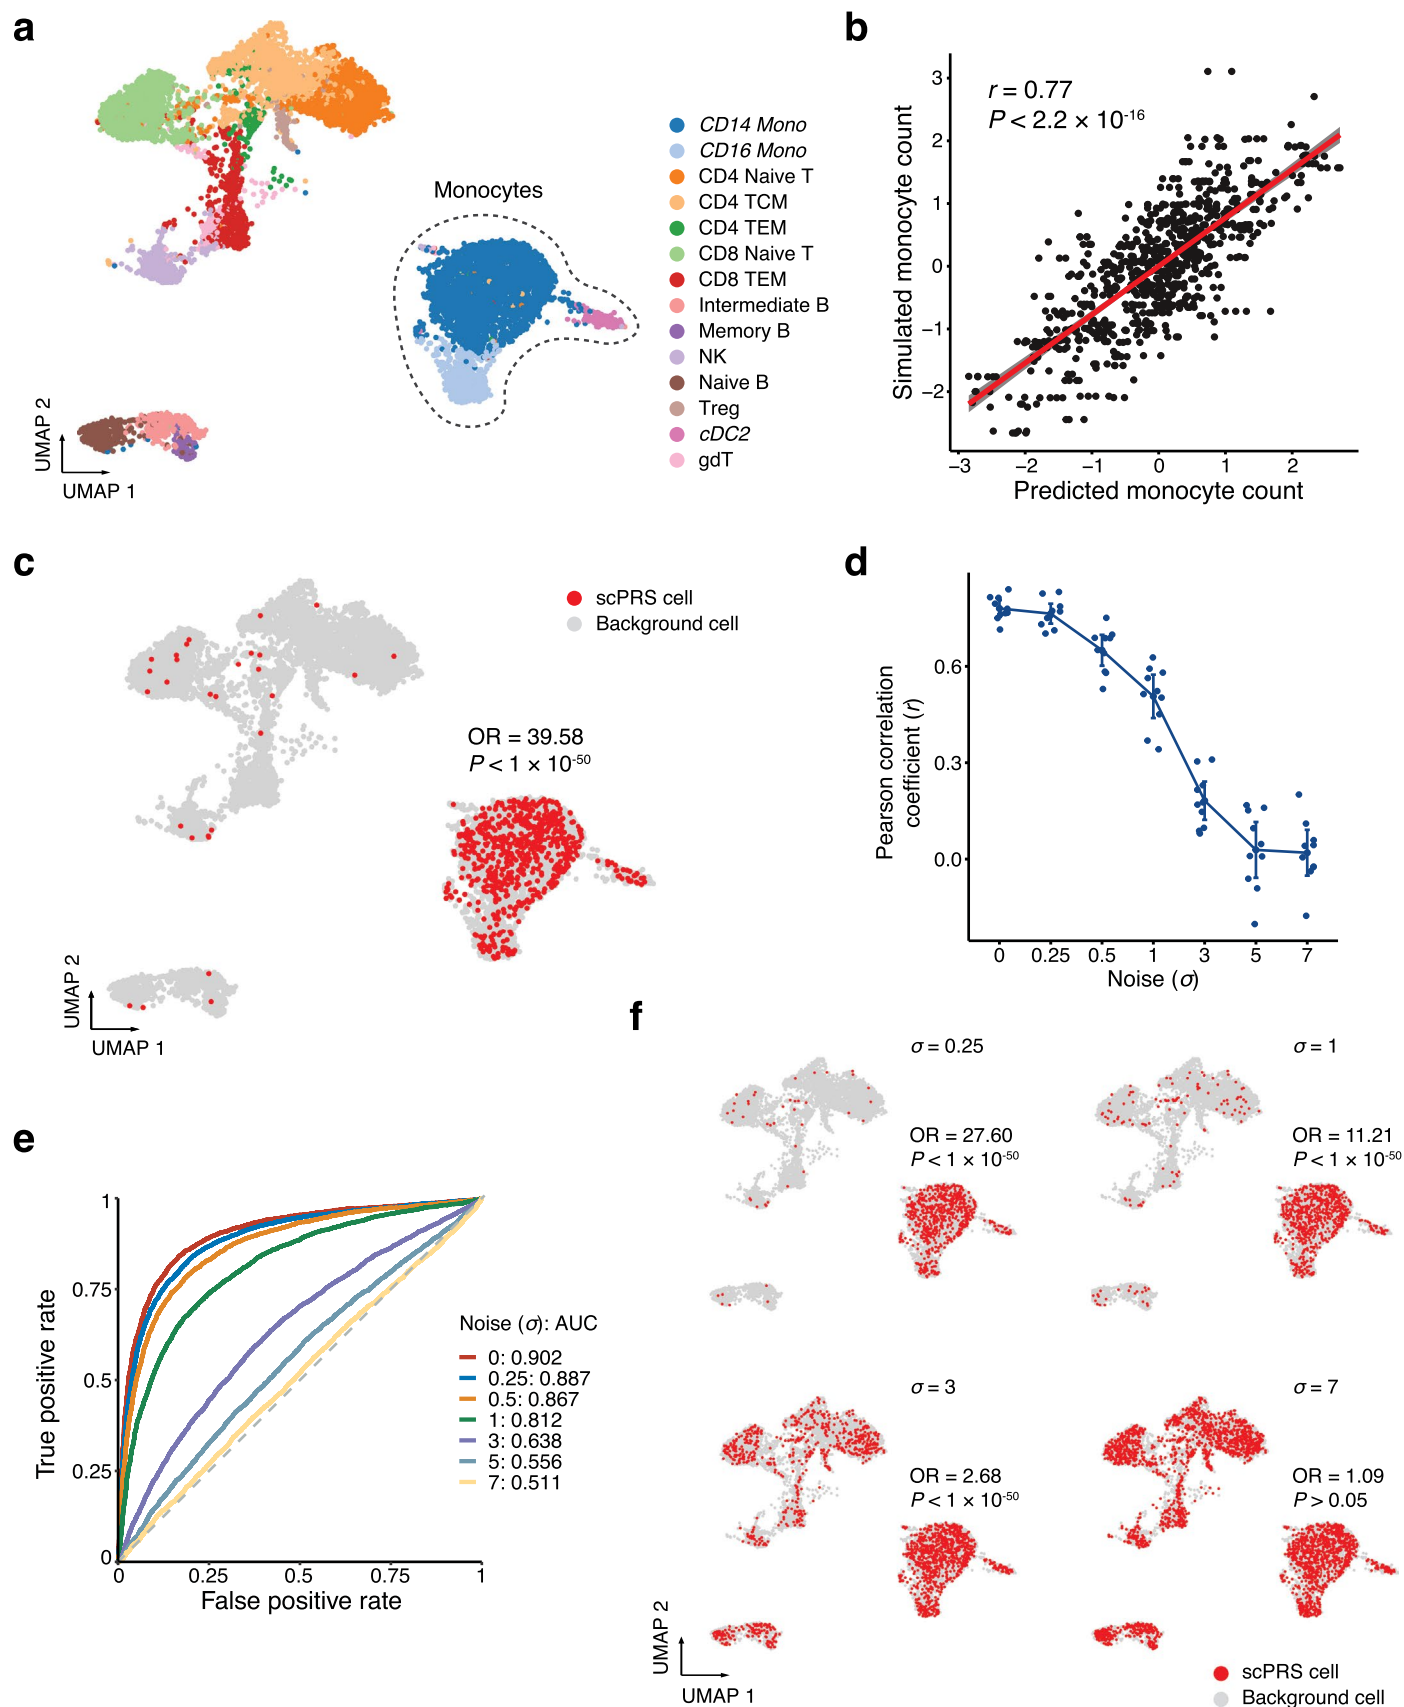 a
Monocytes
CD14 Mono
CD16 Mono
CD4 Naive T
CD4 TCM
CD4 TEM
CD8 Naive T
CD8 TEM
Intermediate B
Memory B
NK
Naive B
Treg
cDC2
gdT
UMAP 2
UMAP 1
b
r = 0.77
P < 2.2 × 10-16
Simulated monocyte count
3
2
1
0
−1
−2
−3 −2 −1 0 1 2
Predicted monocyte count
c
scPRS cell
Background cell
OR = 39.58
P < 1 × 10-50
UMAP 2
UMAP 1
d
Pearson correlation
coefficient (r)
0.6
0.3
0.0
0 0.25 0.5 1 3 5 7
Noise (σ)
e
True positive rate
1
0.75
0.5
0.25
0
0 0.25 0.5 0.75 1
False positive rate
Noise (σ): AUC
0: 0.902
0.25: 0.887
0.5: 0.867
1: 0.812
3: 0.638
5: 0.556
7: 0.511
f
σ = 0.25
OR = 27.60
P < 1 × 10-50
σ = 1
OR = 11.21
P < 1 × 10-50
σ = 3
OR = 2.68
P < 1 × 10-50
σ = 7
OR = 1.09
P > 0.05
UMAP 2
UMAP 1
scPRS cell
Background cell